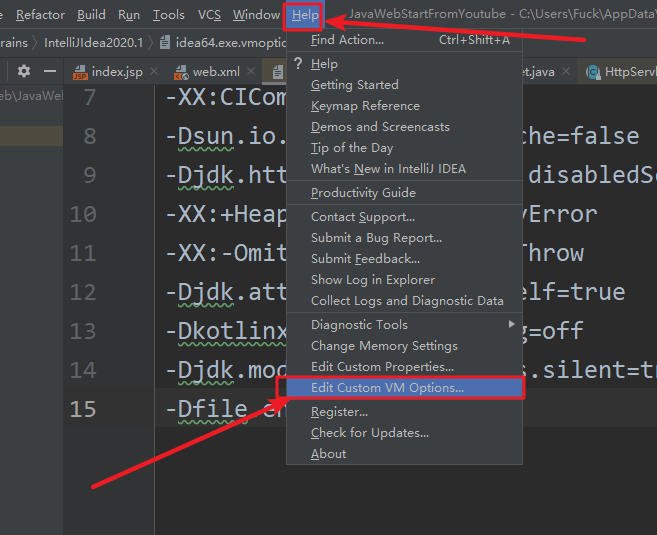 Refactor Run Tools VCS Window Help JavaWebStartFromYoutube - C:\Users\Fuck\AppData\
rains IntelliJIdea2020.1 idea64.exe.vmoptio
index.jsp web.xml et.java HttpServl
eb\JavaWeb
Find Action... Ctrl+Shift+A
? Help
Getting Started
Keymap Reference
Demos and Screencasts
Tip of the Day
What's New in IntelliJ IDEA
Productivity Guide
Contact Support...
Submit a Bug Report...
Submit Feedback...
Show Log in Explorer
Collect Logs and Diagnostic Data
Diagnostic Tools
Change Memory Settings
Edit Custom Properties...
Edit Custom VM Options...
Register...
Check for Updates...
About
7 -XX:CICom
8 -Dsun.io. che=false
9 -Djdk.htt disabledSc
10 -XX:+Heap yError
11 -XX:-Omit Throw
12 -Djdk.att elf=true
13 -Dkotlinx g=off
14 -Djdk.mod s.silent=tr
15 -Dfile.en